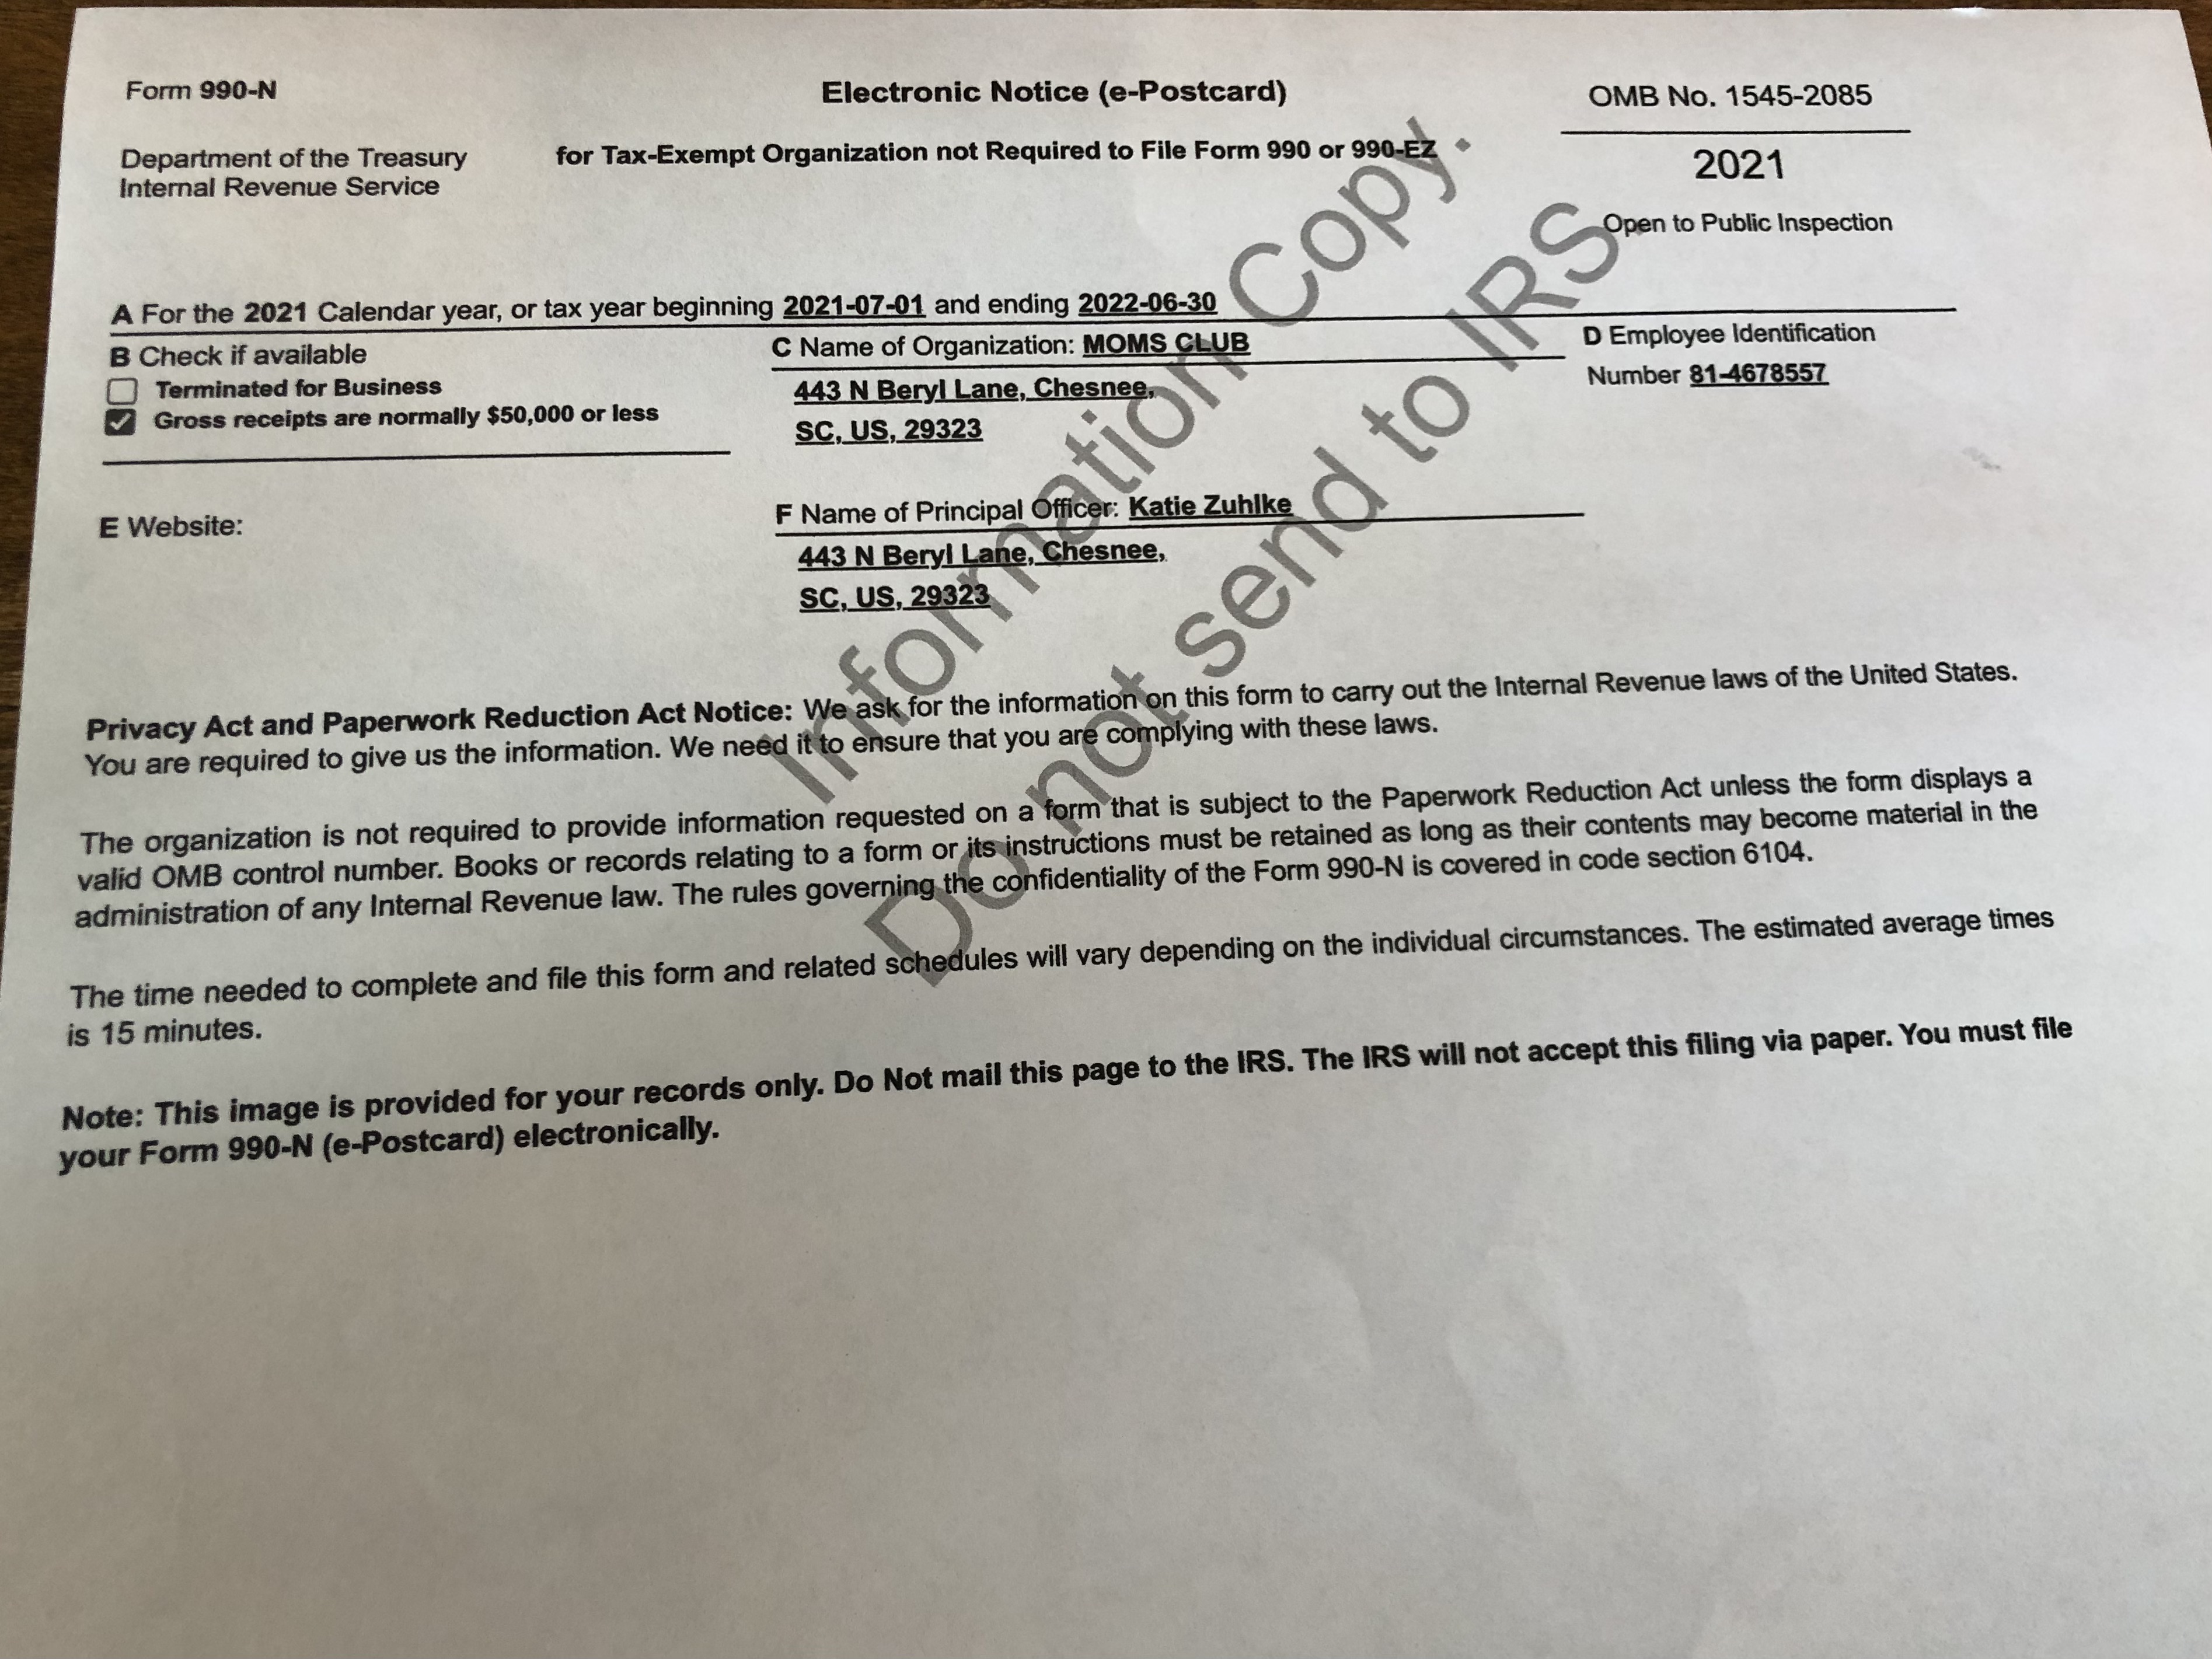 Form 990-N
Electronic Notice (e-Postcard)
OMB No. 1545-2085
Department of the Treasury
Internal Revenue Service
for Tax-Exempt Organization not Required to File Form 990 or 990-EZ
2021
Open to Public Inspection
A For the 2021 Calendar year, or tax year beginning 2021-07-01 and ending 2022-06-30
B Check if available
Terminated for Business
Gross receipts are normally $50,000 or less
C Name of Organization: MOMS CLUB
443 N Beryl Lane, Chesnee,
SC, US, 29323
D Employee Identification
Number 81-4678557
E Website:
F Name of Principal Officer: Katie Zuhlke
443 N Beryl Lane, Chesnee,
SC, US, 29323
Information Copy.
Do not send to IRS
Privacy Act and Paperwork Reduction Act Notice: We ask for the information on this form to carry out the Internal Revenue laws of the United States.
You are required to give us the information. We need it to ensure that you are complying with these laws.
The organization is not required to provide information requested on a form that is subject to the Paperwork Reduction Act unless the form displays a
valid OMB control number. Books or records relating to a form or its instructions must be retained as long as their contents may become material in the
administration of any Internal Revenue law. The rules governing the confidentiality of the Form 990-N is covered in code section 6104.
The time needed to complete and file this form and related schedules will vary depending on the individual circumstances. The estimated average times
is 15 minutes.
Note: This image is provided for your records only. Do Not mail this page to the IRS. The IRS will not accept this filing via paper. You must file
your Form 990-N (e-Postcard) electronically.